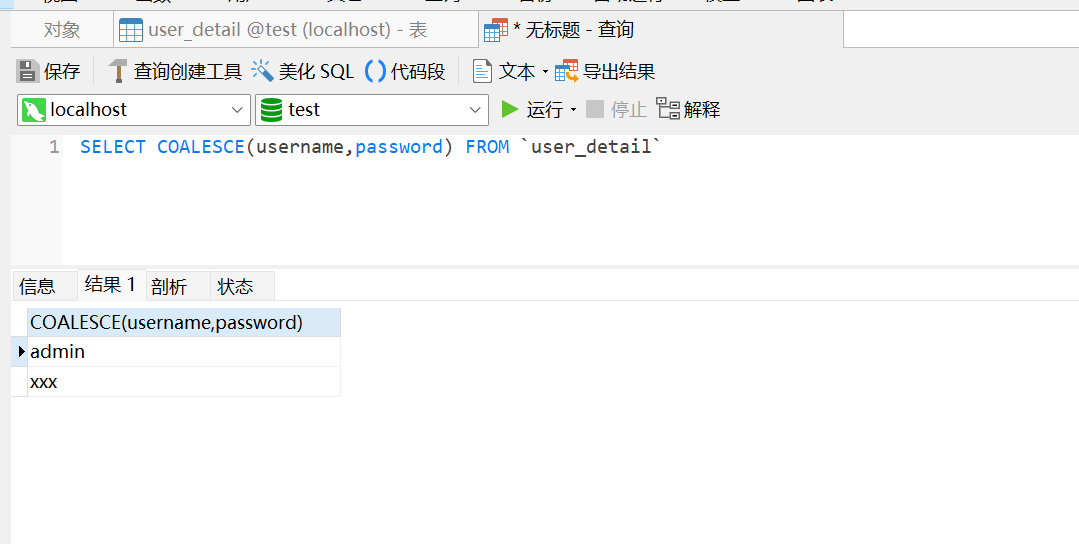 对象
user_detail @test (localhost) - 表
* 无标题 - 查询
保存
查询创建工具
美化 SQL
() 代码段
文本
导出结果
localhost
test
运行
停止
解释
1
SELECT COALESCE(username,password) FROM `user_detail`
信息
结果 1
剖析
状态
COALESCE(username,password)
admin
xxx